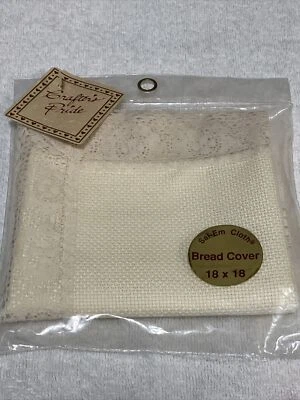 Crafter's
Pride
Sal-Em Cloth®
Bread Cover
18 x 18